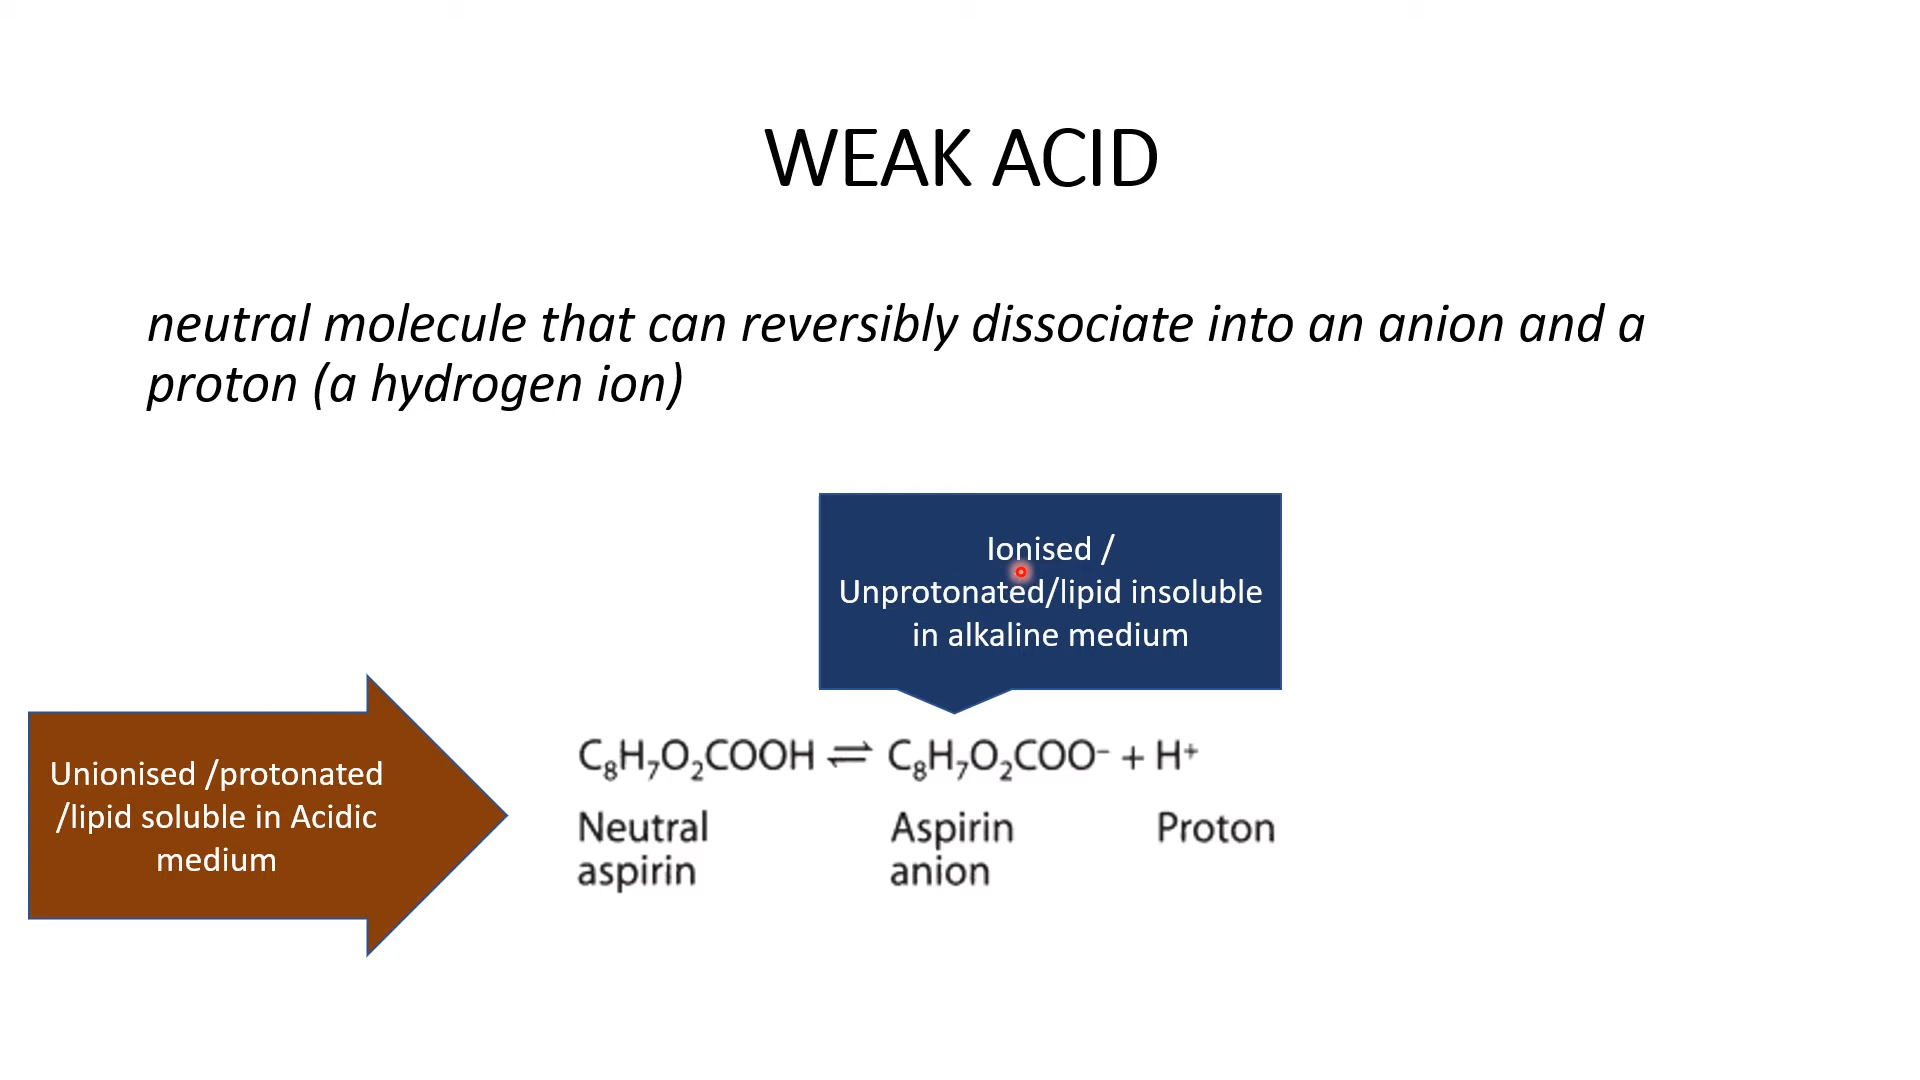 WEAK ACID
neutral molecule that can reversibly dissociate into an anion and a
proton (a hydrogen ion)
Ionised /
Unprotonated/lipid insoluble
in alkaline medium
Unionised /protonated
/lipid soluble in Acidic
medium
C₈H₇O₂COOH ⇌ C₈H₇O₂COO⁻ + H⁺
Neutral aspirin
Aspirin anion
Proton